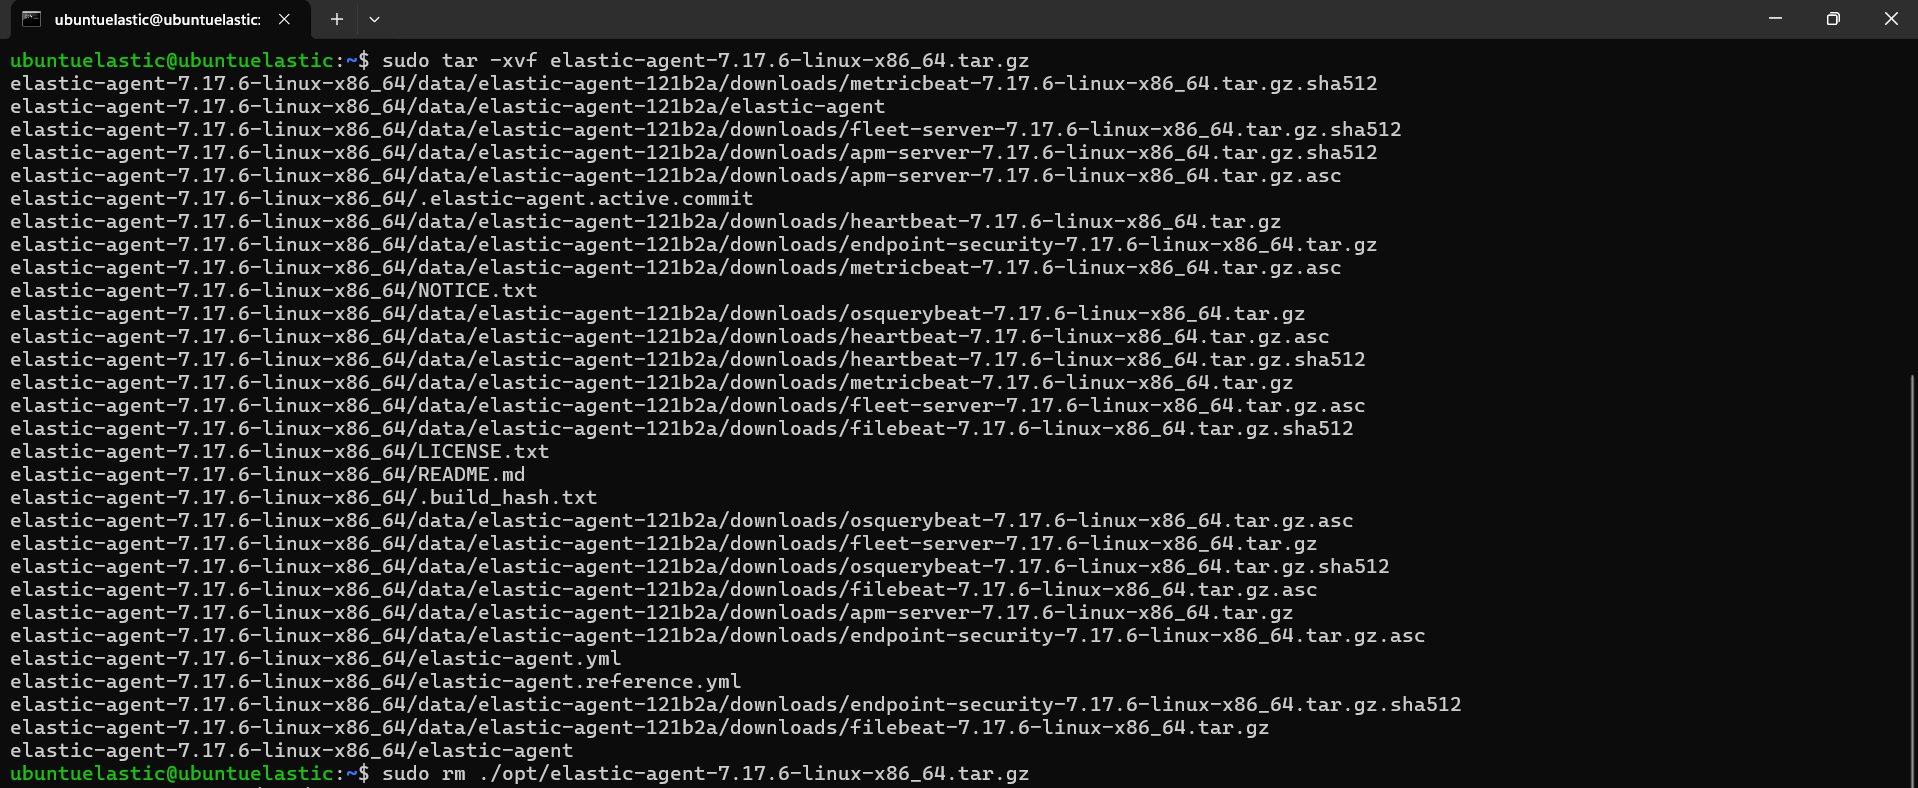 ubuntuelastic@ubuntuelastic:
ubuntuelastic@ubuntuelastic:~$ sudo tar -xvf elastic-agent-7.17.6-linux-x86_64.tar.gz
elastic-agent-7.17.6-linux-x86_64/data/elastic-agent-121b2a/downloads/metricbeat-7.17.6-linux-x86_64.tar.gz.sha512
elastic-agent-7.17.6-linux-x86_64/data/elastic-agent-121b2a/elastic-agent
elastic-agent-7.17.6-linux-x86_64/data/elastic-agent-121b2a/downloads/fleet-server-7.17.6-linux-x86_64.tar.gz.sha512
elastic-agent-7.17.6-linux-x86_64/data/elastic-agent-121b2a/downloads/apm-server-7.17.6-linux-x86_64.tar.gz.sha512
elastic-agent-7.17.6-linux-x86_64/data/elastic-agent-121b2a/downloads/apm-server-7.17.6-linux-x86_64.tar.gz.asc
elastic-agent-7.17.6-linux-x86_64/.elastic-agent.active.commit
elastic-agent-7.17.6-linux-x86_64/data/elastic-agent-121b2a/downloads/heartbeat-7.17.6-linux-x86_64.tar.gz
elastic-agent-7.17.6-linux-x86_64/data/elastic-agent-121b2a/downloads/endpoint-security-7.17.6-linux-x86_64.tar.gz
elastic-agent-7.17.6-linux-x86_64/data/elastic-agent-121b2a/downloads/metricbeat-7.17.6-linux-x86_64.tar.gz.asc
elastic-agent-7.17.6-linux-x86_64/NOTICE.txt
elastic-agent-7.17.6-linux-x86_64/data/elastic-agent-121b2a/downloads/osquerybeat-7.17.6-linux-x86_64.tar.gz
elastic-agent-7.17.6-linux-x86_64/data/elastic-agent-121b2a/downloads/heartbeat-7.17.6-linux-x86_64.tar.gz.asc
elastic-agent-7.17.6-linux-x86_64/data/elastic-agent-121b2a/downloads/heartbeat-7.17.6-linux-x86_64.tar.gz.sha512
elastic-agent-7.17.6-linux-x86_64/data/elastic-agent-121b2a/downloads/metricbeat-7.17.6-linux-x86_64.tar.gz
elastic-agent-7.17.6-linux-x86_64/data/elastic-agent-121b2a/downloads/fleet-server-7.17.6-linux-x86_64.tar.gz.asc
elastic-agent-7.17.6-linux-x86_64/data/elastic-agent-121b2a/downloads/filebeat-7.17.6-linux-x86_64.tar.gz.sha512
elastic-agent-7.17.6-linux-x86_64/LICENSE.txt
elastic-agent-7.17.6-linux-x86_64/README.md
elastic-agent-7.17.6-linux-x86_64/.build_hash.txt
elastic-agent-7.17.6-linux-x86_64/data/elastic-agent-121b2a/downloads/osquerybeat-7.17.6-linux-x86_64.tar.gz.asc
elastic-agent-7.17.6-linux-x86_64/data/elastic-agent-121b2a/downloads/fleet-server-7.17.6-linux-x86_64.tar.gz
elastic-agent-7.17.6-linux-x86_64/data/elastic-agent-121b2a/downloads/osquerybeat-7.17.6-linux-x86_64.tar.gz.sha512
elastic-agent-7.17.6-linux-x86_64/data/elastic-agent-121b2a/downloads/filebeat-7.17.6-linux-x86_64.tar.gz.asc
elastic-agent-7.17.6-linux-x86_64/data/elastic-agent-121b2a/downloads/apm-server-7.17.6-linux-x86_64.tar.gz
elastic-agent-7.17.6-linux-x86_64/data/elastic-agent-121b2a/downloads/endpoint-security-7.17.6-linux-x86_64.tar.gz.asc
elastic-agent-7.17.6-linux-x86_64/elastic-agent.yml
elastic-agent-7.17.6-linux-x86_64/elastic-agent.reference.yml
elastic-agent-7.17.6-linux-x86_64/data/elastic-agent-121b2a/downloads/endpoint-security-7.17.6-linux-x86_64.tar.gz.sha512
elastic-agent-7.17.6-linux-x86_64/data/elastic-agent-121b2a/downloads/filebeat-7.17.6-linux-x86_64.tar.gz
elastic-agent-7.17.6-linux-x86_64/elastic-agent
ubuntuelastic@ubuntuelastic:~$ sudo rm ./opt/elastic-agent-7.17.6-linux-x86_64.tar.gz